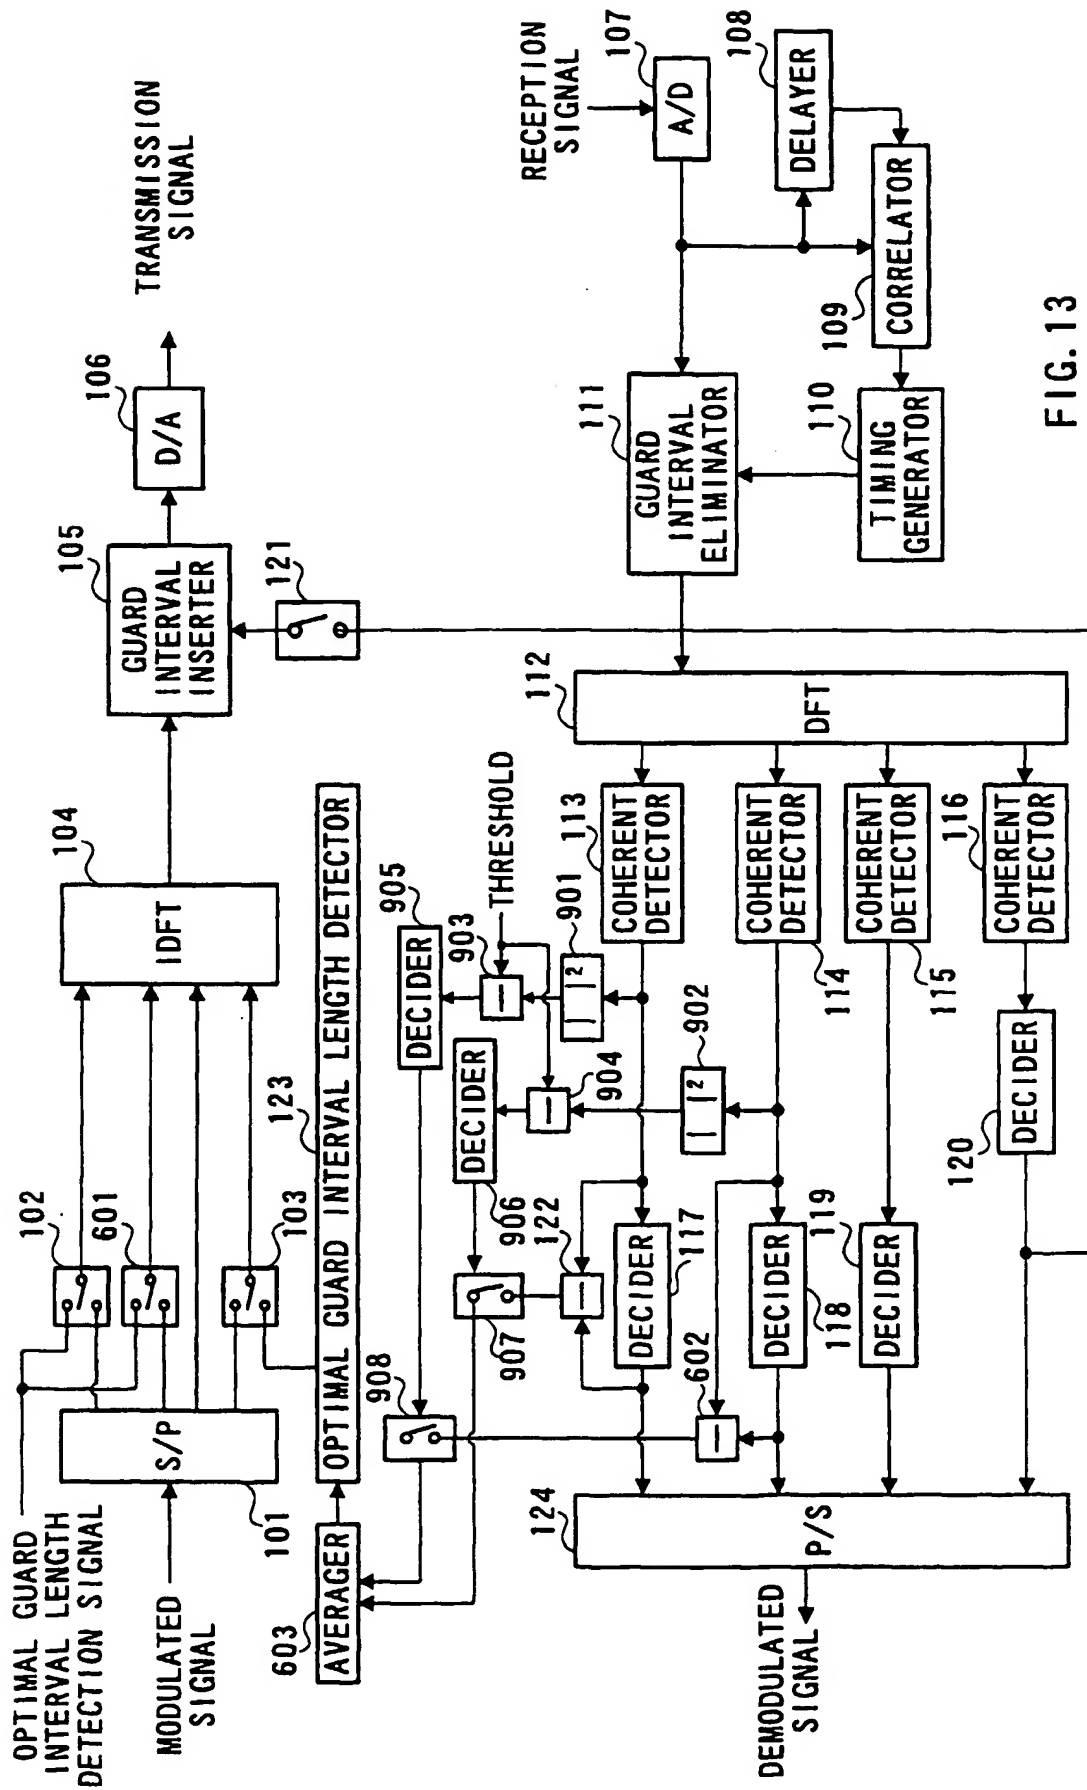 OPTIMAL GUARD
INTERVAL LENGTH
DETECTION SIGNAL
MODULATED
SIGNAL
101
S/P
102
601
103
104
IDFT
105
GUARD
INTERVAL
INSERTER
106
D/A
TRANSMISSION
SIGNAL
121
603
AVERAGER
123
OPTIMAL GUARD INTERVAL LENGTH DETECTOR
908
907
906
DECIDER
905
DECIDER
903
—
THRESHOLD
904
—
901
| |²
902
| |²
122
—
602
—
DEMODULATED
SIGNAL
124
P/S
117
DECIDER
118
DECIDER
119
DECIDER
120
DECIDER
113
COHERENT
DETECTOR
114
COHERENT
DETECTOR
115
COHERENT
DETECTOR
116
COHERENT
DETECTOR
112
DFT
111
GUARD
INTERVAL
ELIMINATOR
110
TIMING
GENERATOR
109
CORRELATOR
108
DELAYER
107
A/D
RECEPTION
SIGNAL
FIG. 13